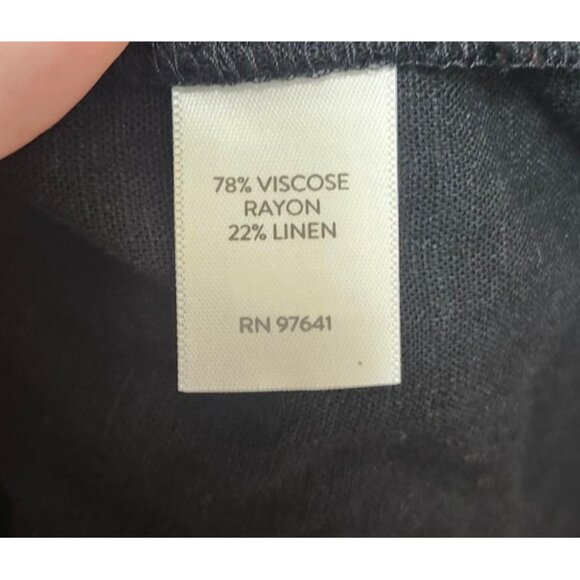 78% VISCOSE
RAYON
22% LINEN
RN 97641